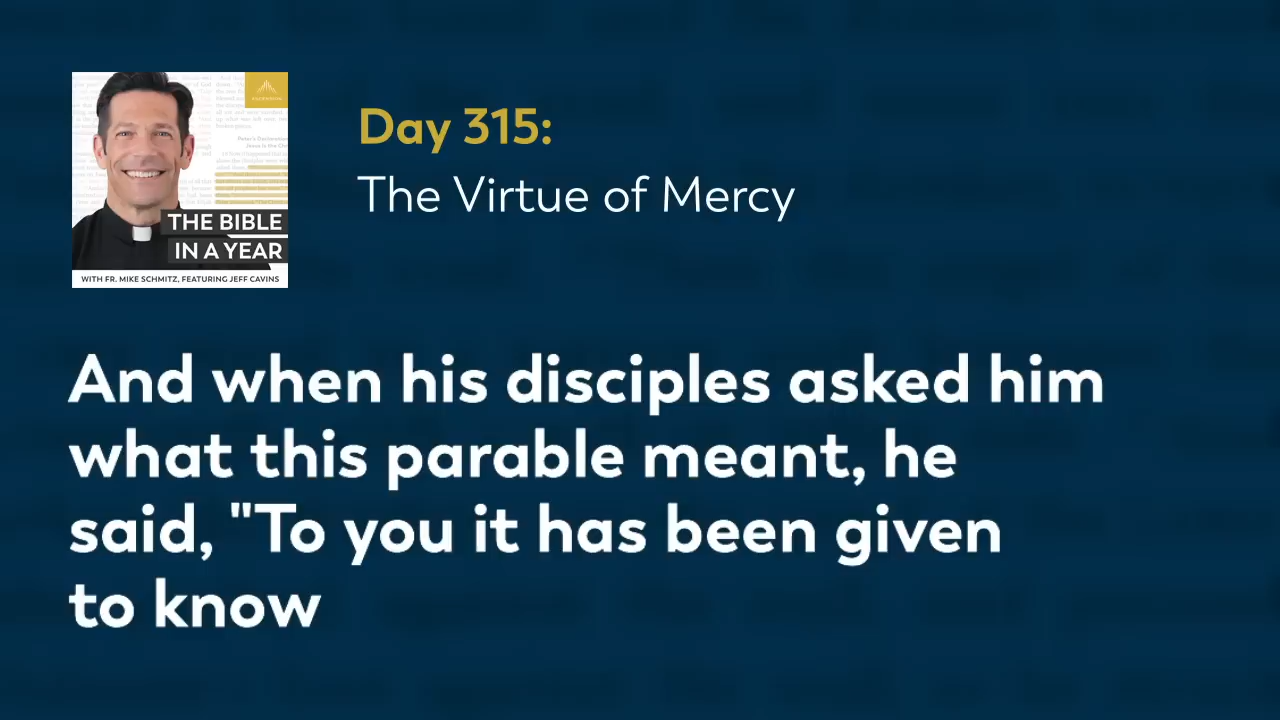 Day 315:
The Virtue of Mercy
THE BIBLE
IN A YEAR
WITH FR. MIKE SCHMITZ, FEATURING JEFF CAVINS
And when his disciples asked him
what this parable meant, he
said, "To you it has been given
to know